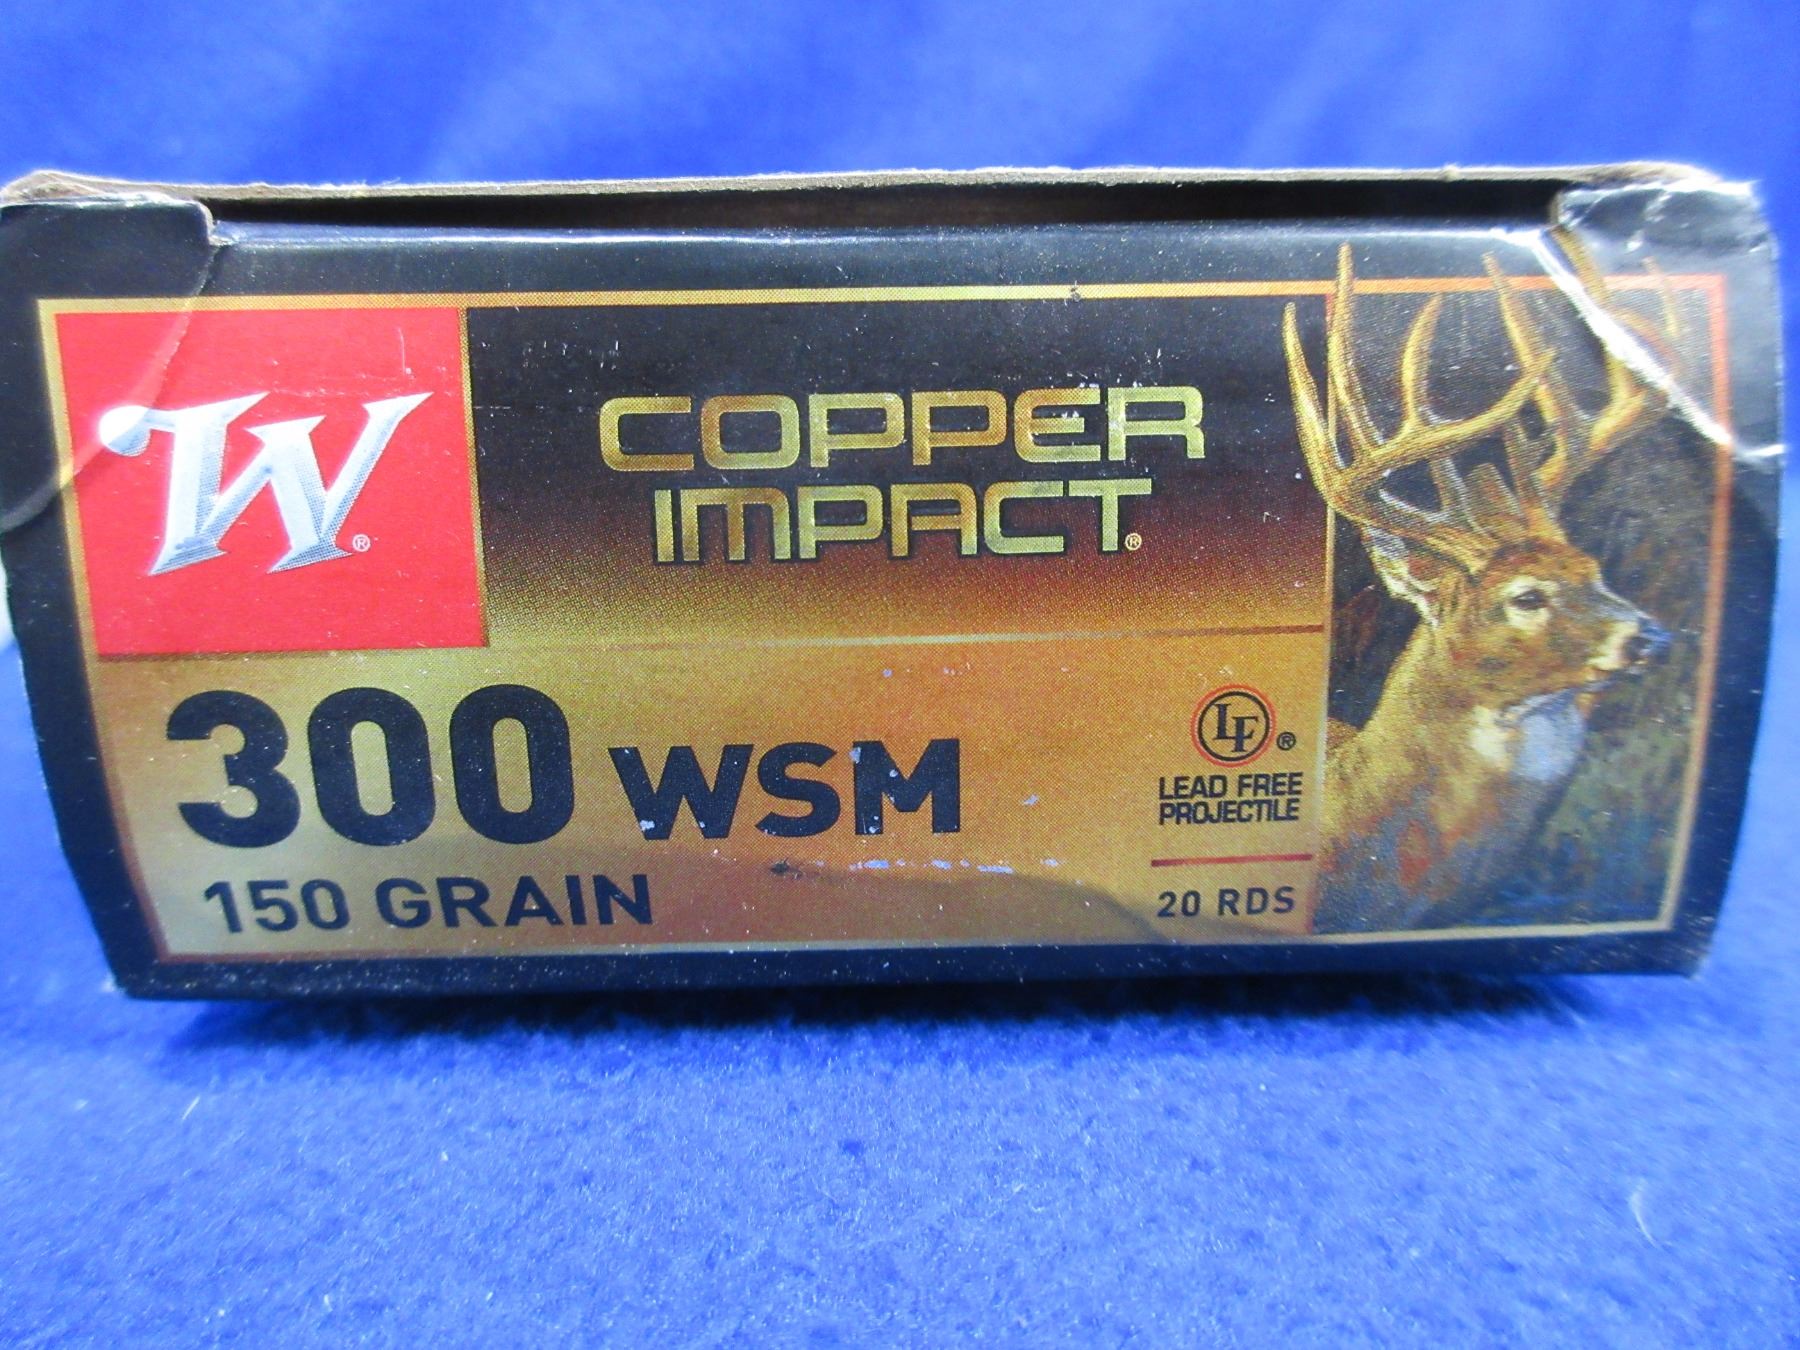 W®
COPPER
IMPACT®
300 WSM
150 GRAIN
LF®
LEAD FREE
PROJECTILE
20 RDS